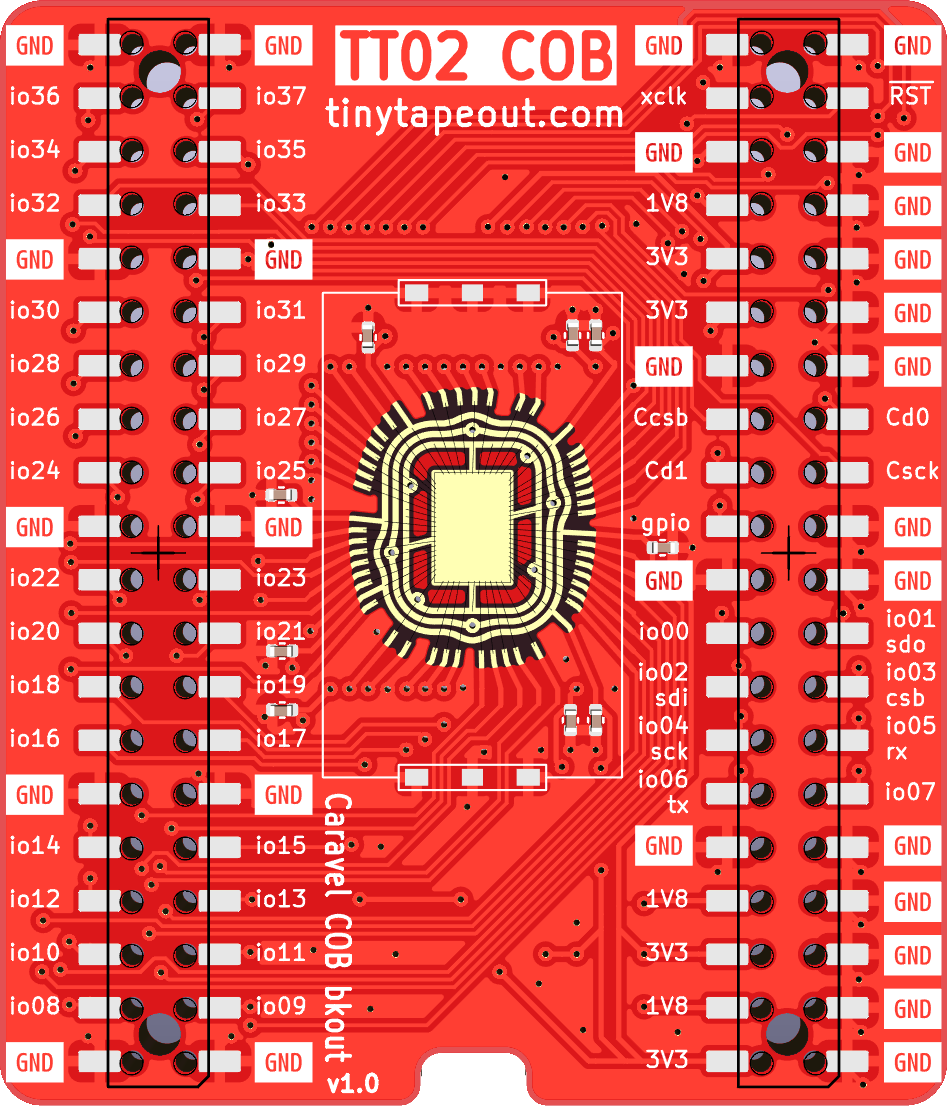 TT02 COB
tinytapeout.com
GND GND GND GND
io36 io37 xclk RST
io34 io35 GND GND
io32 io33 1V8 GND
GND GND 3V3 GND
io30 io31 3V3 GND
io28 io29 GND GND
io26 io27 Ccsb Cd0
io24 io25 Cd1 Csck
GND GND gpio
io22 io23 GND GND
io20 io21 io00 io01
sdo
io18 io19 io02 io03
sdi csb
io16 io17 io04 io05
sck rx
GND GND io06 io07
tx
io14 io15 GND GND
io12 io13 1V8 GND
io10 io11 3V3 GND
io08 io09 1V8 GND
GND GND 3V3 GND
Caravel COB bkout
v1.0